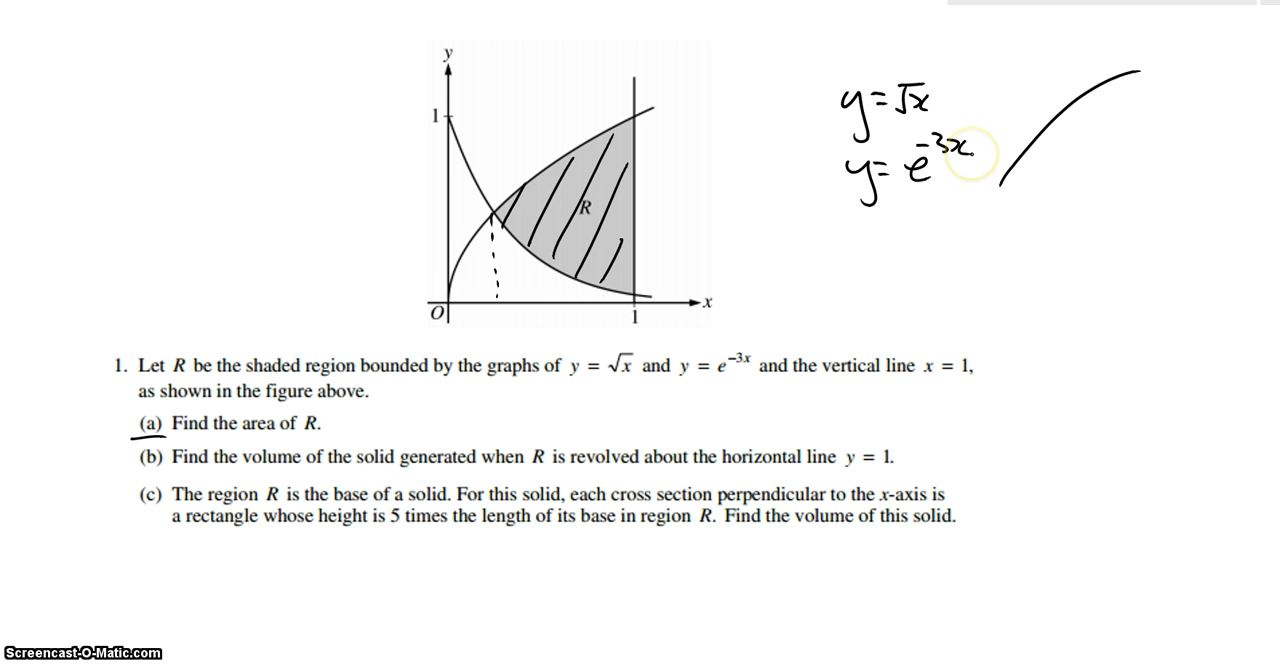 y
1
y=√x
y=e^-3x
R
O
1
x
1. Let R be the shaded region bounded by the graphs of y = √x and y = e^-3x and the vertical line x = 1,
as shown in the figure above.
(a) Find the area of R.
(b) Find the volume of the solid generated when R is revolved about the horizontal line y = 1.
(c) The region R is the base of a solid. For this solid, each cross section perpendicular to the x-axis is
a rectangle whose height is 5 times the length of its base in region R. Find the volume of this solid.
Screencast-O-Matic.com